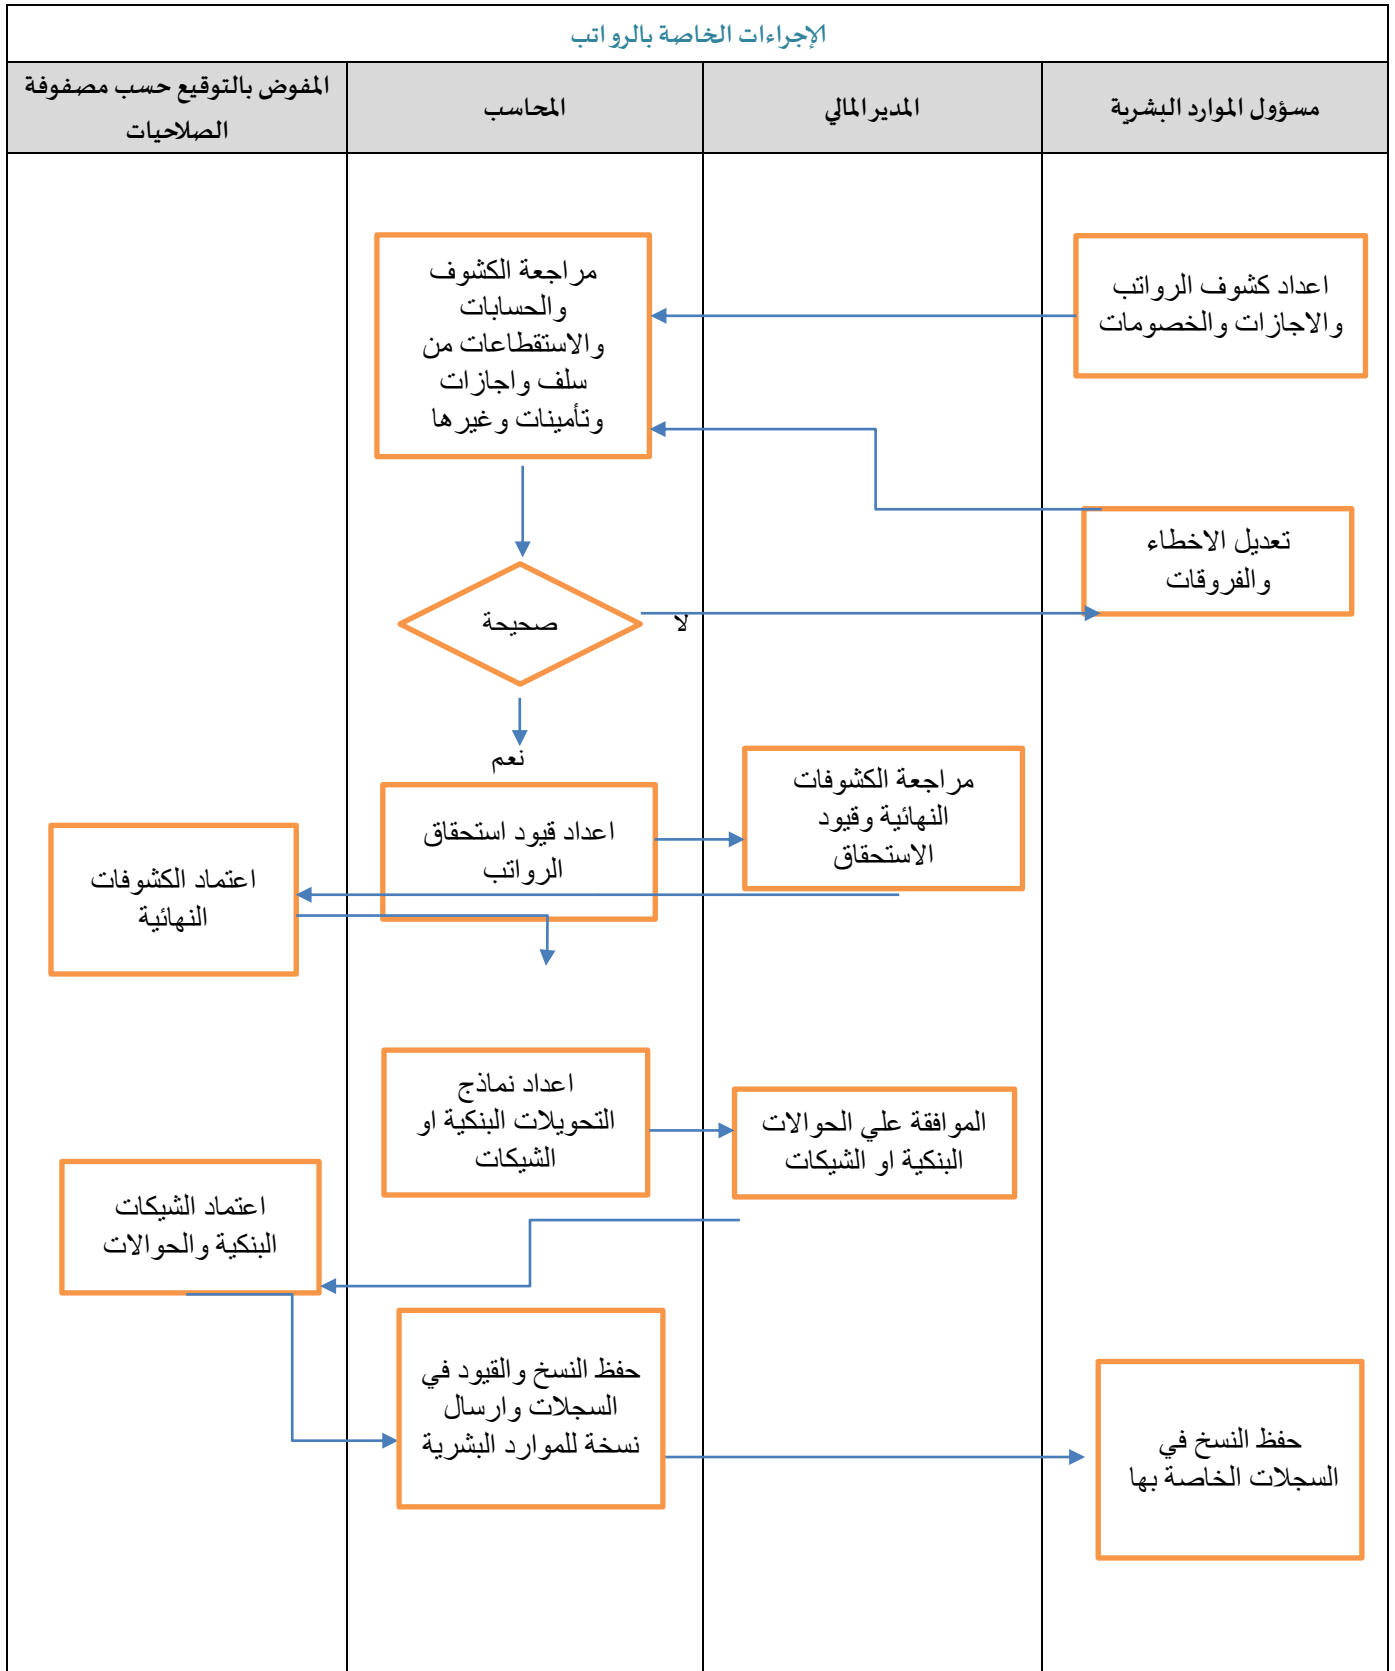 الإجراءات الخاصة بالرواتب
مسؤول الموارد البشرية
المدير المالي
المحاسب
المفوض بالتوقيع حسب مصفوفة
الصلاحيات
اعداد كشوف الرواتب
والاجازات والخصومات
مراجعة الكشوف
والحسابات
والاستقطاعات من
سلف واجازات
وتأمينات وغيرها
تعديل الاخطاء
والفروقات
صحيحة
لا
نعم
اعداد قيود استحقاق
الرواتب
مراجعة الكشوفات
النهائية وقيود
الاستحقاق
اعتماد الكشوفات
النهائية
اعداد نماذج
التحويلات البنكية او
الشيكات
الموافقة علي الحوالات
البنكية او الشيكات
اعتماد الشيكات
البنكية والحوالات
حفظ النسخ والقيود في
السجلات وارسال
نسخة للموارد البشرية
حفظ النسخ في
السجلات الخاصة بها